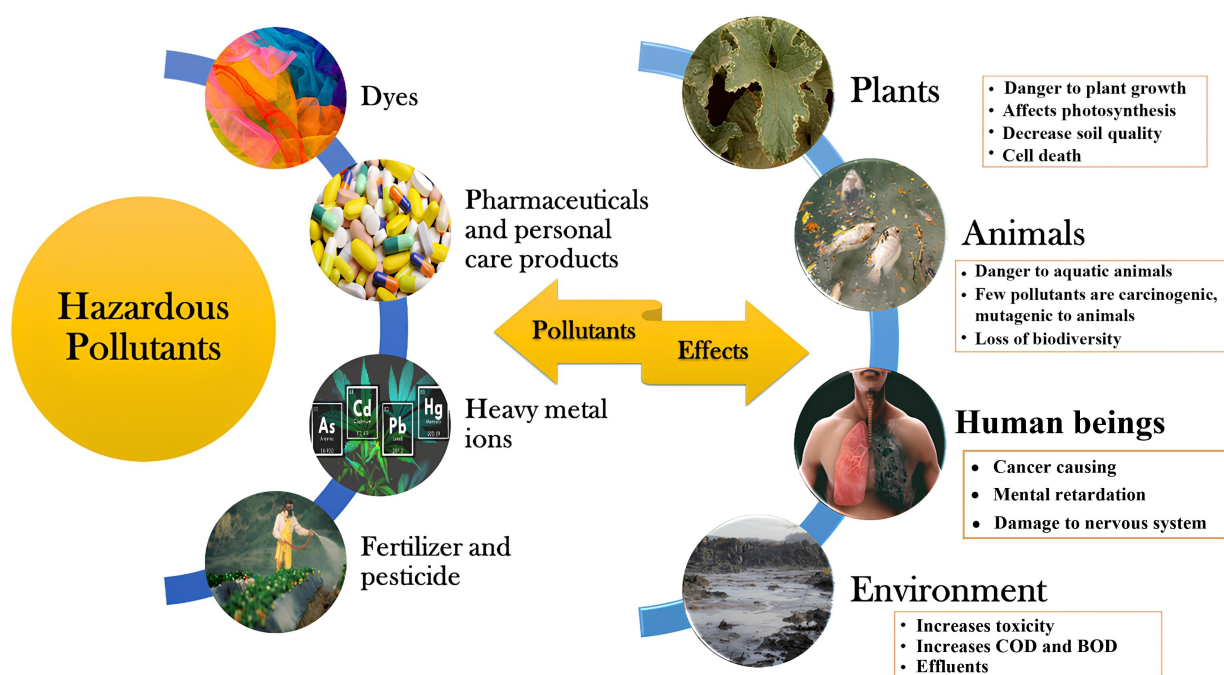 Dyes
Pharmaceuticals
and personal
care products
Hazardous
Pollutants
Heavy metal
ions
As
Cd
Pb
Hg
Fertilizer and
pesticide
Pollutants
Effects
Plants
• Danger to plant growth
• Affects photosynthesis
• Decrease soil quality
• Cell death
Animals
• Danger to aquatic animals
• Few pollutants are carcinogenic,
mutagenic to animals
• Loss of biodiversity
Human beings
• Cancer causing
• Mental retardation
• Damage to nervous system
Environment
• Increases toxicity
• Increases COD and BOD
• Effluents